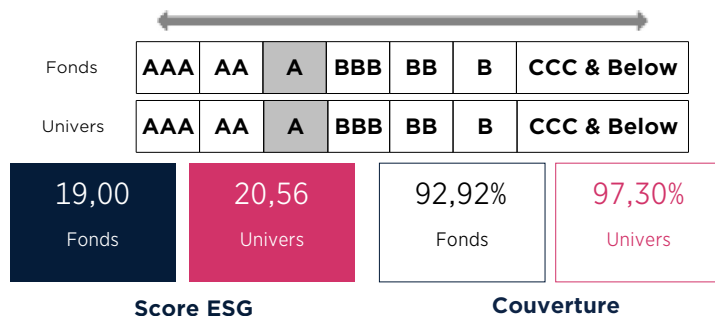 Fonds AAA AA A BBB BB B CCC & Below
Univers AAA AA A BBB BB B CCC & Below
19,00 20,56 92,92% 97,30%
Fonds Univers Fonds Univers
Score ESG Couverture